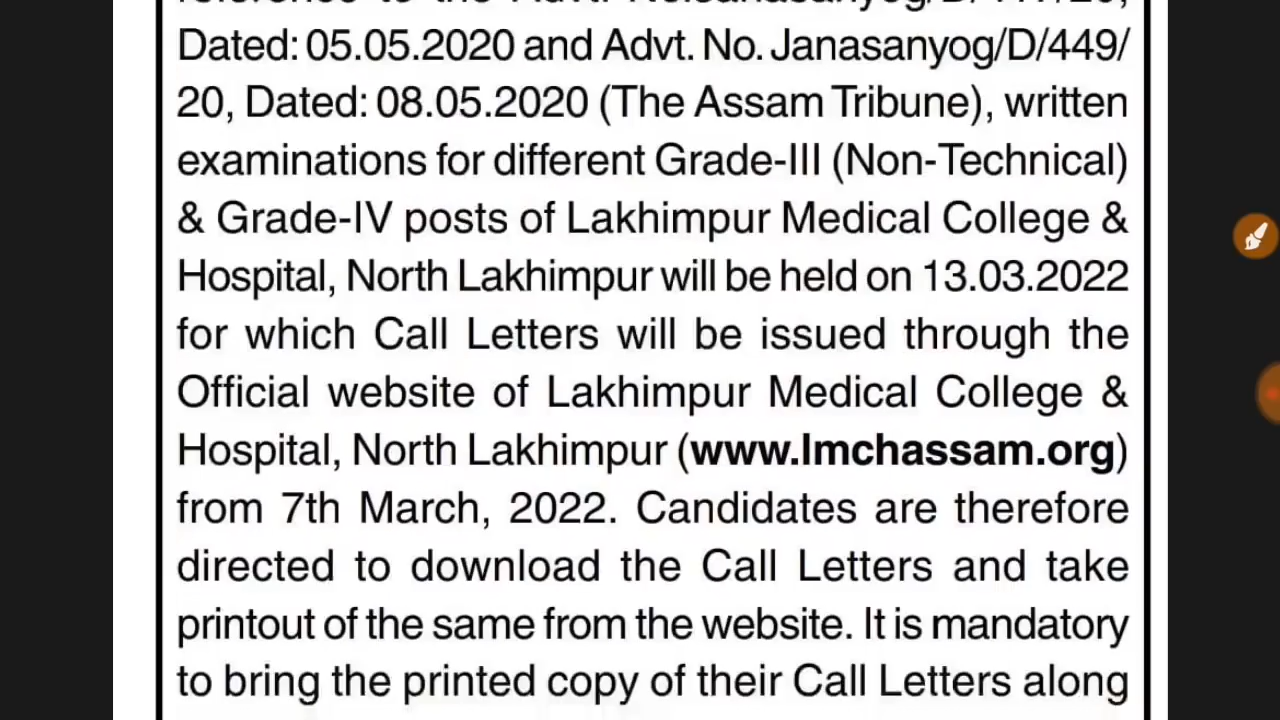 Dated: 05.05.2020 and Advt. No. Janasanyog/D/449/
20, Dated: 08.05.2020 (The Assam Tribune), written
examinations for different Grade-III (Non-Technical)
& Grade-IV posts of Lakhimpur Medical College &
Hospital, North Lakhimpur will be held on 13.03.2022
for which Call Letters will be issued through the
Official website of Lakhimpur Medical College &
Hospital, North Lakhimpur (www.lmchassam.org)
from 7th March, 2022. Candidates are therefore
directed to download the Call Letters and take
printout of the same from the website. It is mandatory
to bring the printed copy of their Call Letters along